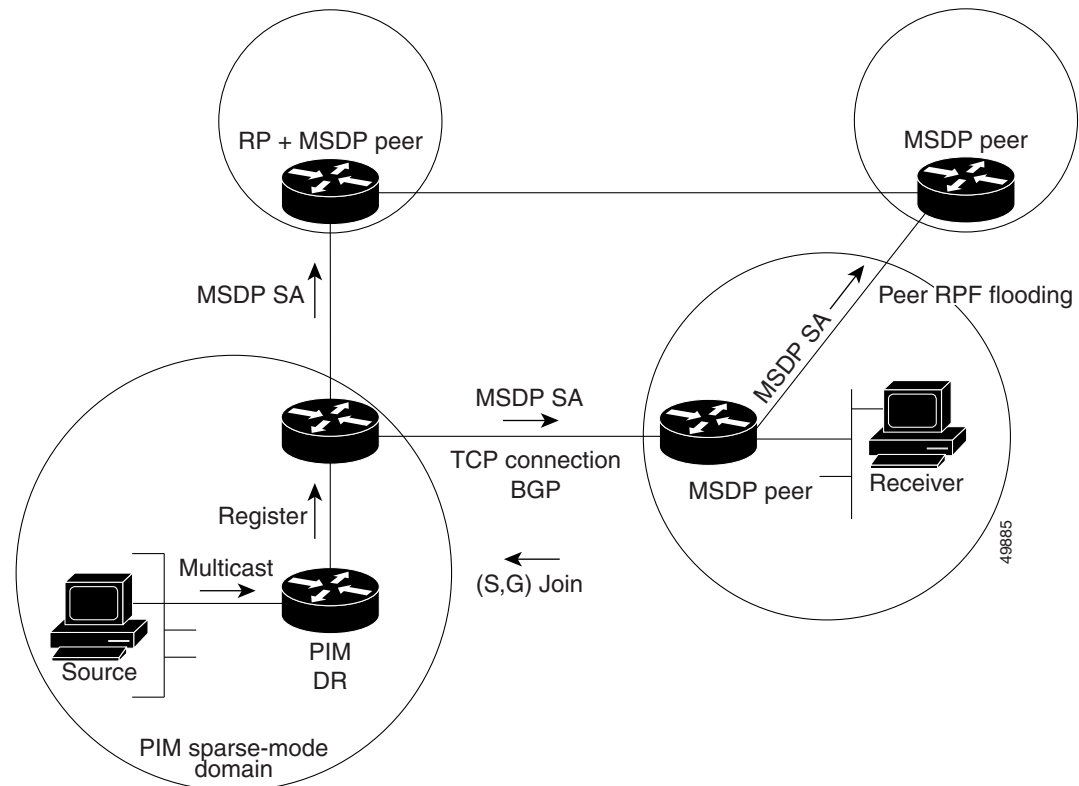 RP + MSDP peer
MSDP peer
MSDP SA
Peer RPF flooding
MSDP SA
MSDP SA
TCP connection
BGP
MSDP peer
Receiver
Register
Multicast
(S,G) Join
Source
PIM
DR
PIM sparse-mode
domain
49885